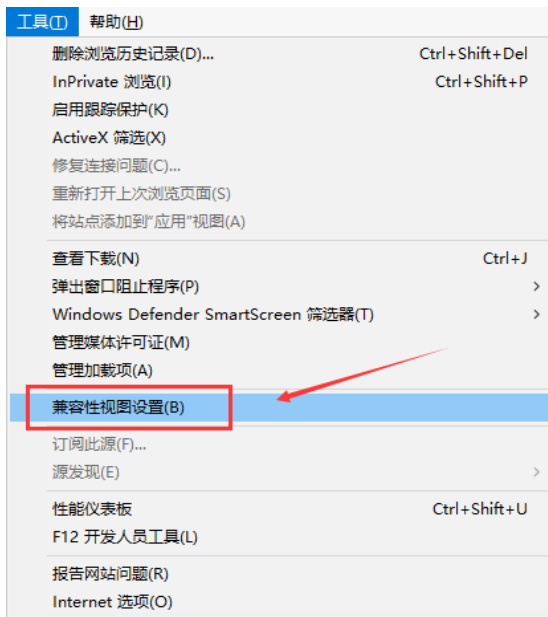 工具(T) 帮助(H)
删除浏览历史记录(D)... Ctrl+Shift+Del
InPrivate 浏览(I) Ctrl+Shift+P
启用跟踪保护(K)
ActiveX 筛选(X)
修复连接问题(C)...
重新打开上次浏览页面(S)
将站点添加到“应用”视图(A)
查看下载(N) Ctrl+J
弹出窗口阻止程序(P)
Windows Defender SmartScreen 筛选器(T)
管理媒体许可证(M)
管理加载项(A)
兼容性视图设置(B)
订阅此源(F)...
源发现(E)
性能仪表板 Ctrl+Shift+U
F12 开发人员工具(L)
报告网站问题(R)
Internet 选项(O)